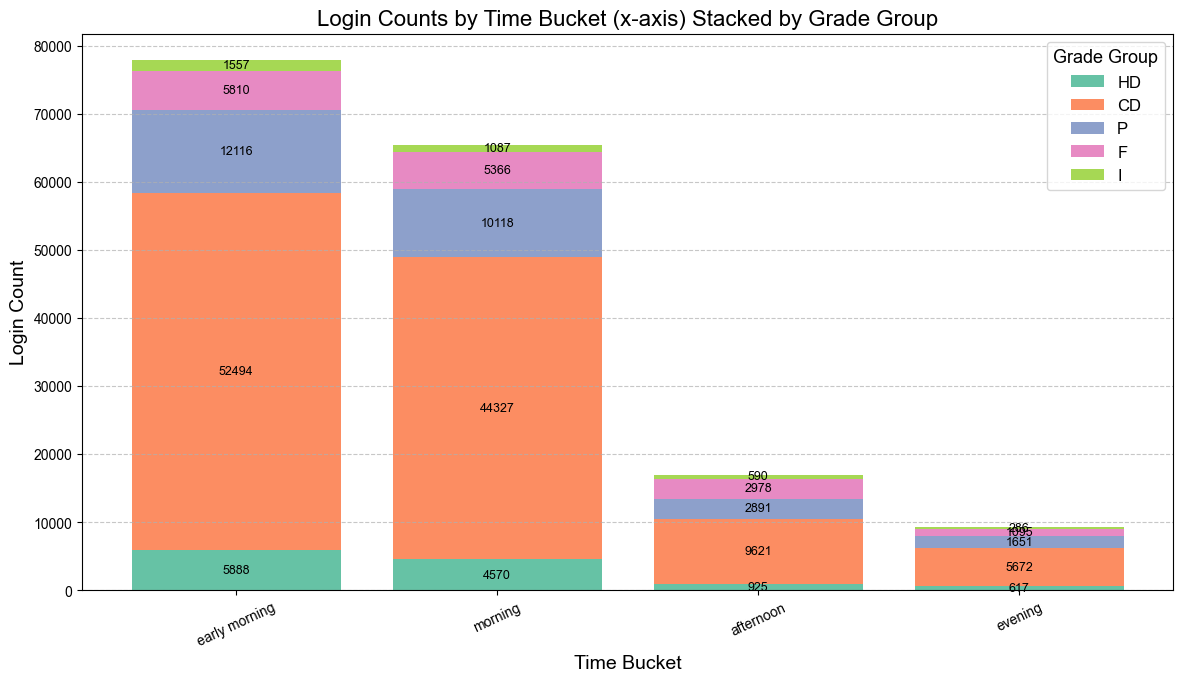 Login Counts by Time Bucket (x-axis) Stacked by Grade Group
Login Count
80000
70000
60000
50000
40000
30000
20000
10000
0
1557
5810
12116
52494
5888
1087
5366
10118
44327
4570
590
2978
2891
9621
925
286
1095
1651
5672
617
Grade Group
HD
CD
P
F
I
early morning
morning
afternoon
evening
Time Bucket